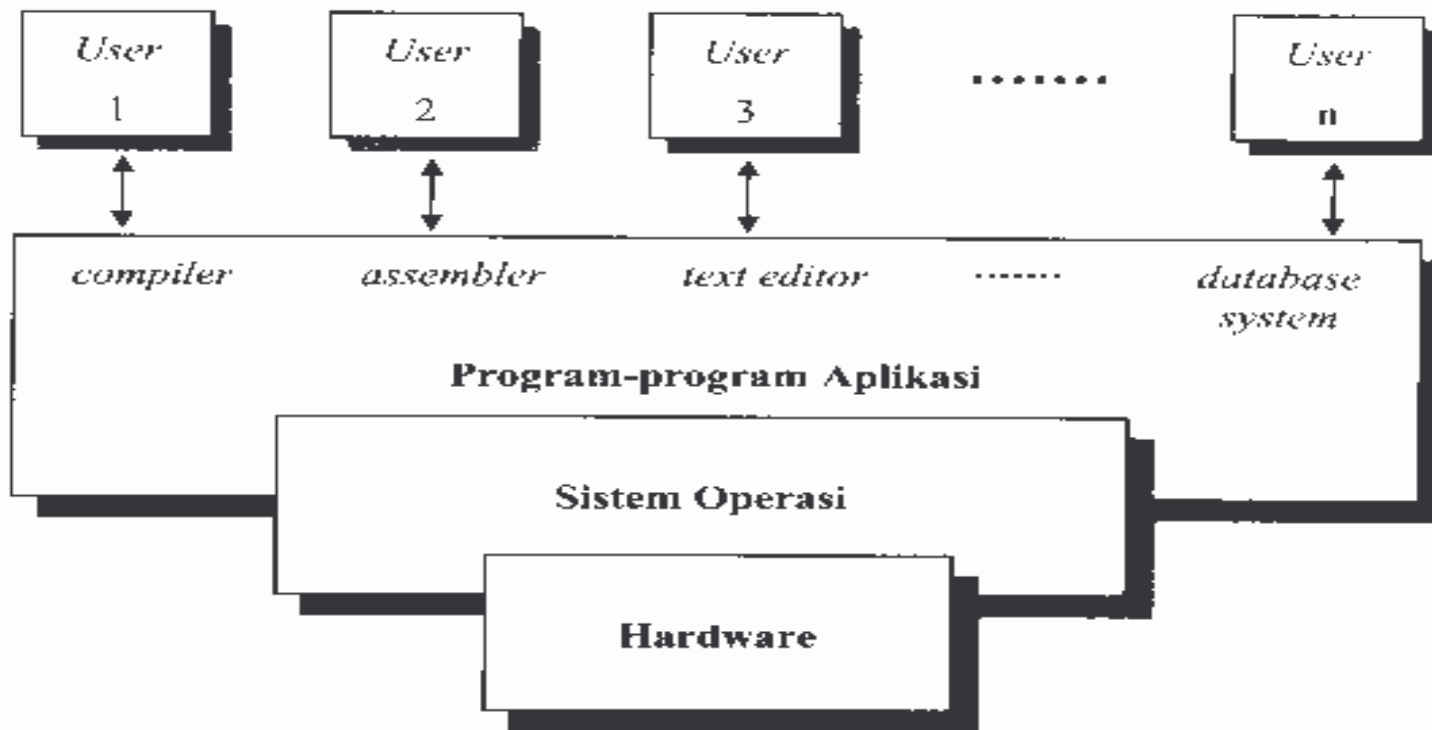 User
1
User
2
User
3
........
User
n
compiler
assembler
text editor
.......
database
system
Program-program Aplikasi
Sistem Operasi
Hardware